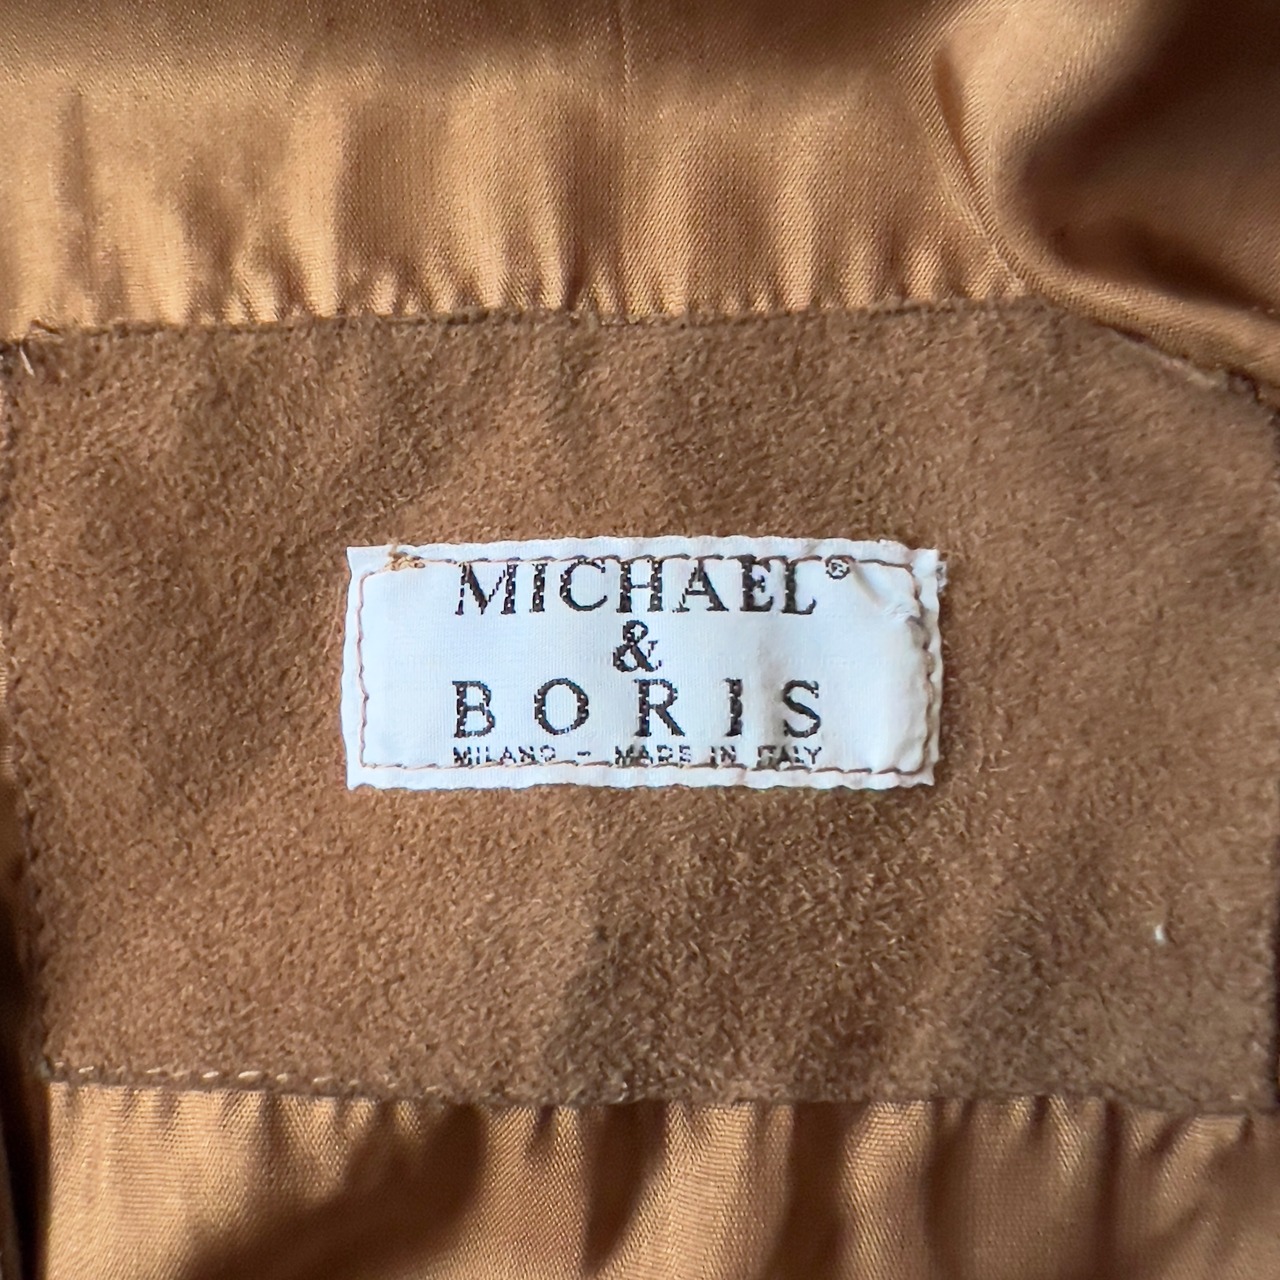 MICHAEL®
&
BORIS
MILANO - MADE IN ITALY